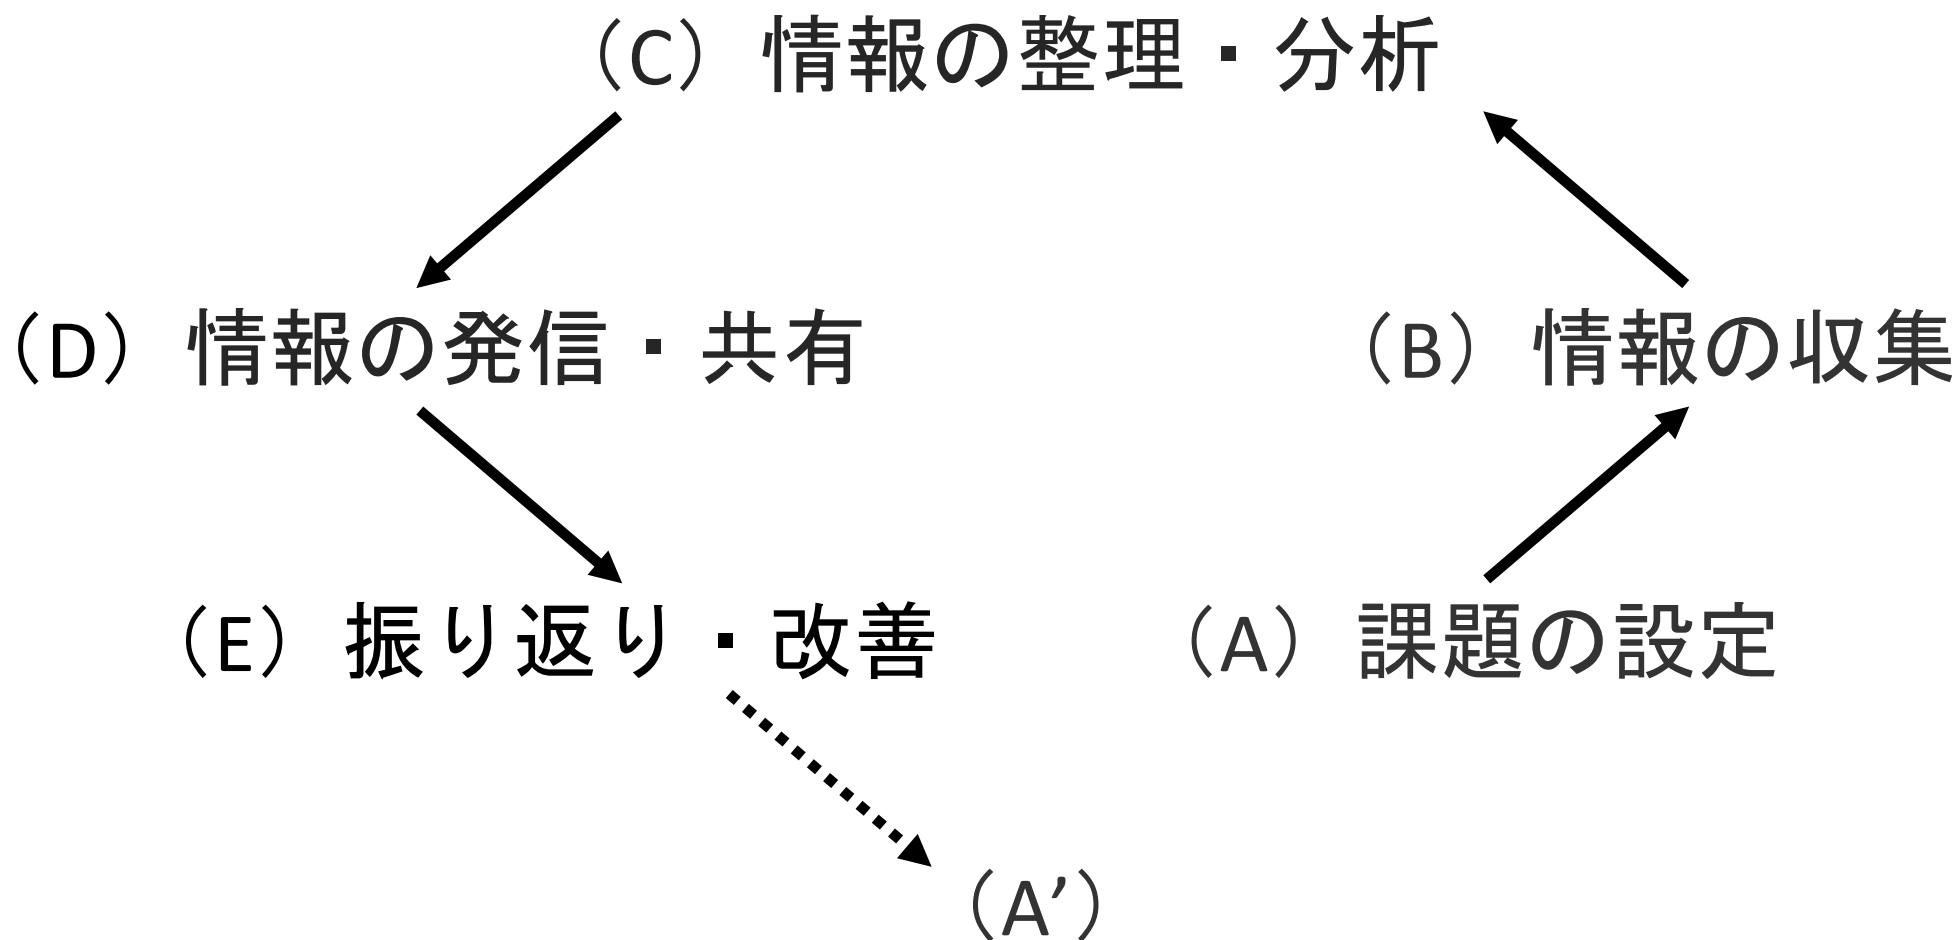 （C）情報の整理・分析
（D）情報の発信・共有
（B）情報の収集
（E）振り返り・改善
（A）課題の設定
（A’）